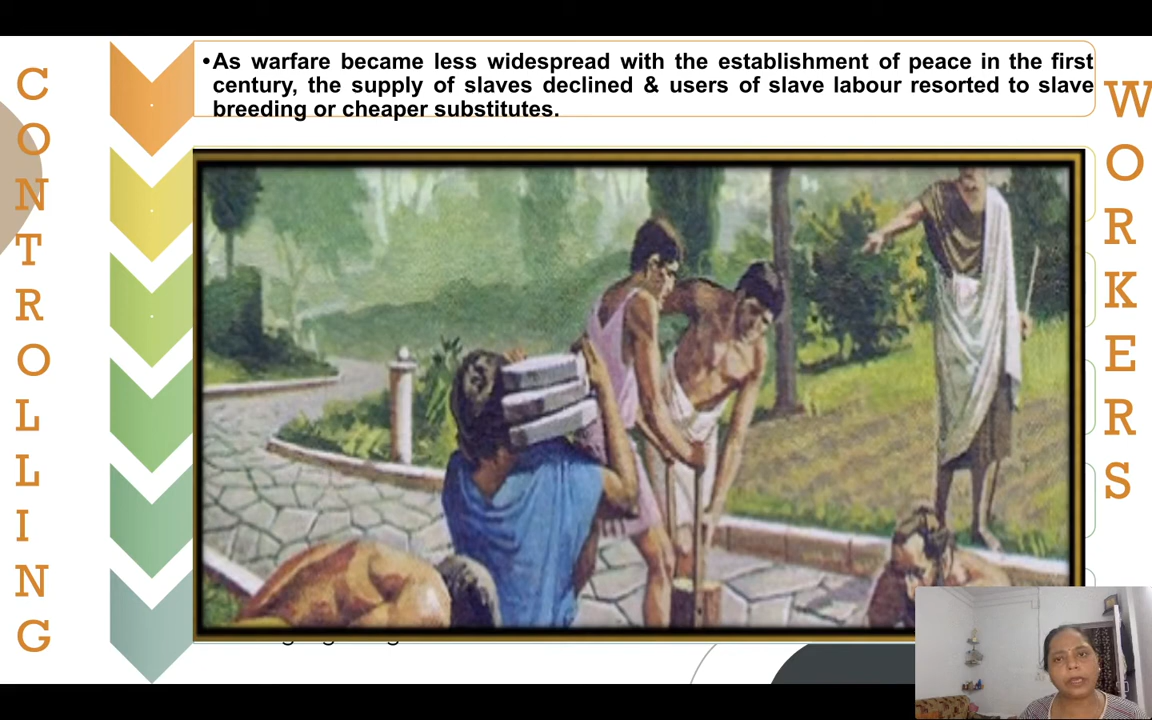 CONTROLLING
•As warfare became less widespread with the establishment of peace in the first
century, the supply of slaves declined & users of slave labour resorted to slave
breeding or cheaper substitutes.
WORKERS